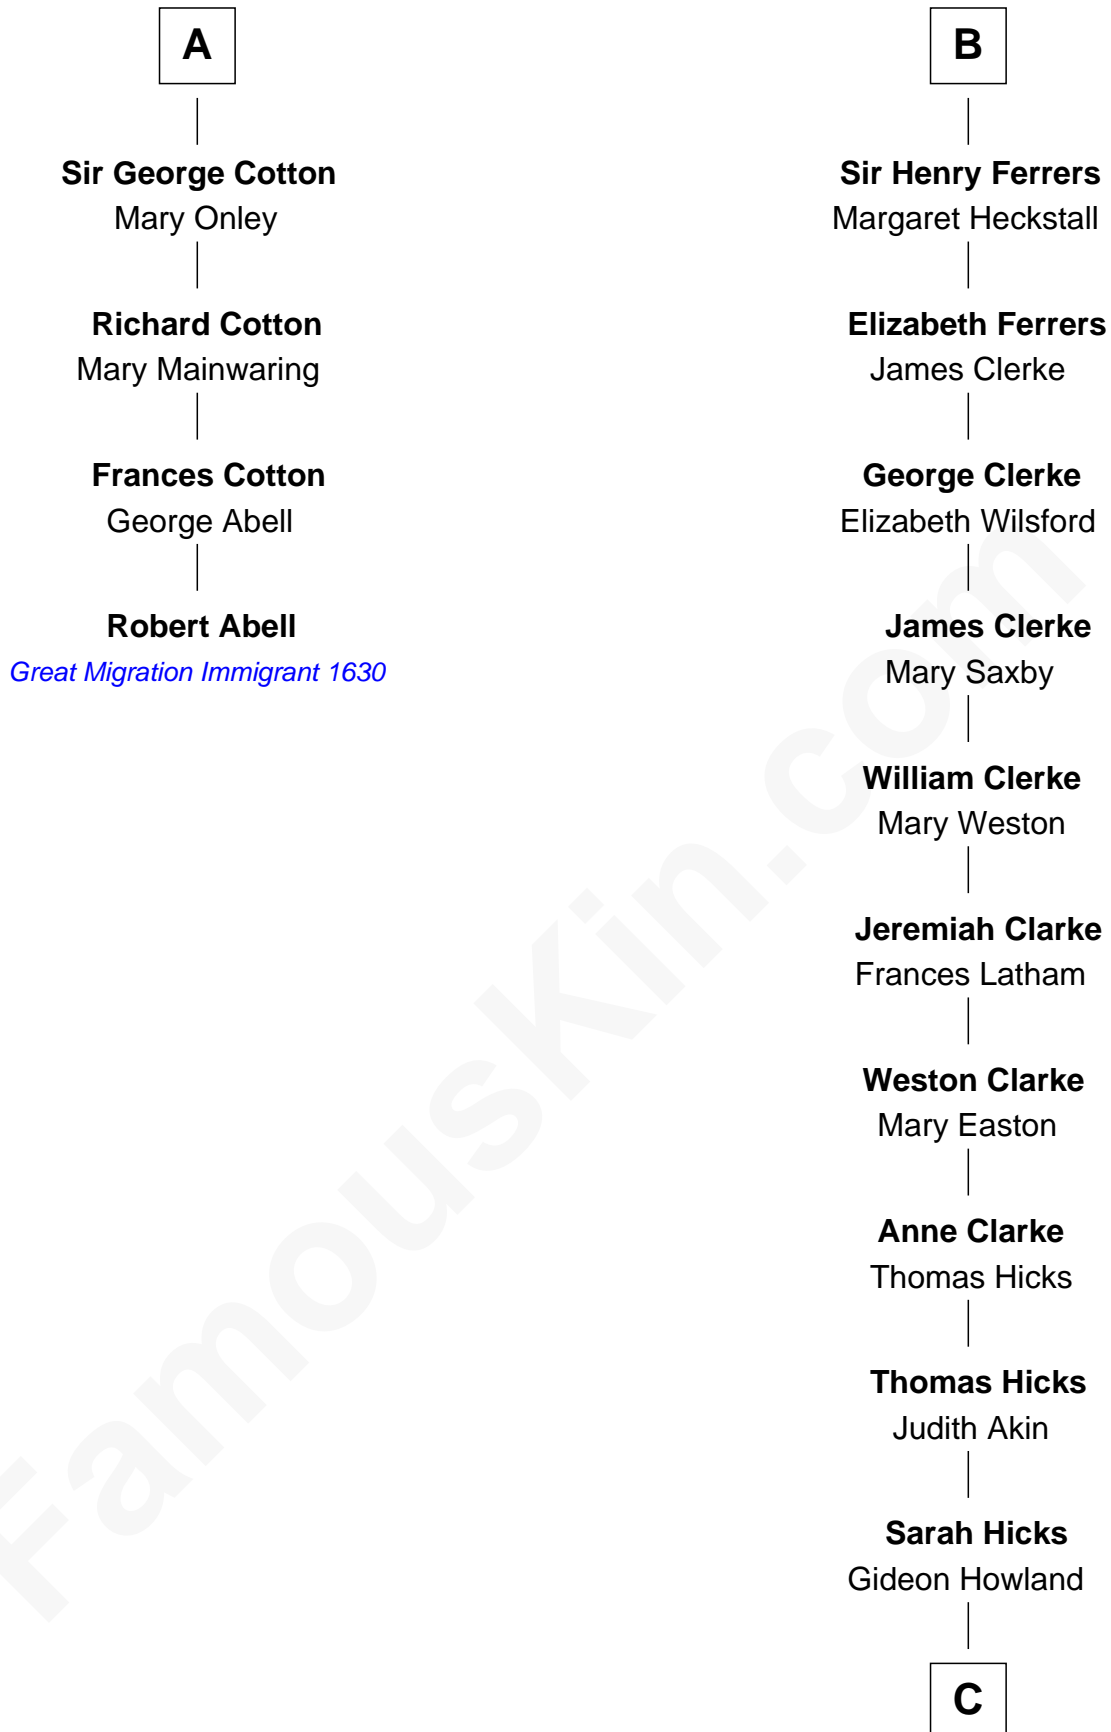 A
Sir George Cotton
Mary Onley
Richard Cotton
Mary Mainwaring
Frances Cotton
George Abell
Robert Abell
Great Migration Immigrant 1630
B
Sir Henry Ferrers
Margaret Heckstall
Elizabeth Ferrers
James Clerke
George Clerke
Elizabeth Wilsford
James Clerke
Mary Saxby
William Clerke
Mary Weston
Jeremiah Clarke
Frances Latham
Weston Clarke
Mary Easton
Anne Clarke
Thomas Hicks
Thomas Hicks
Judith Akin
Sarah Hicks
Gideon Howland
C
FamousKin.com